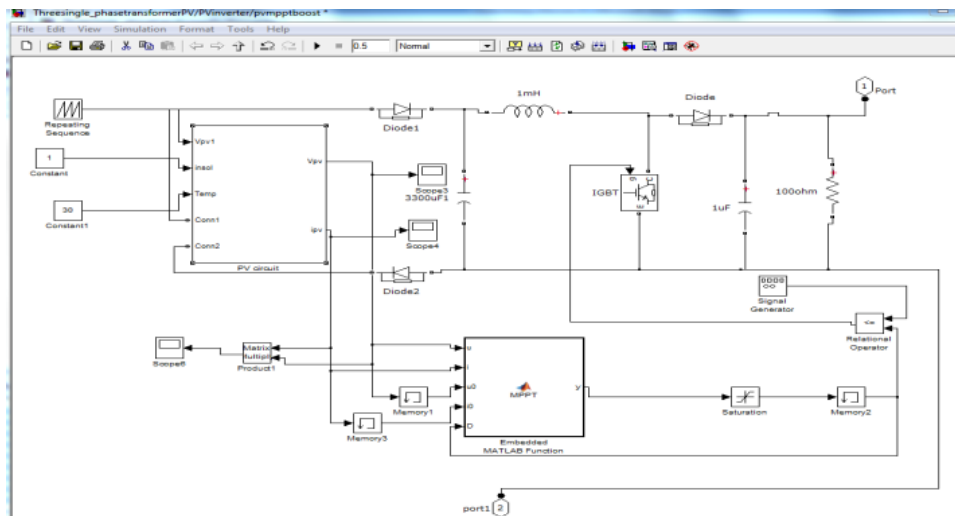 Threesingle_phasetransformerPV/PVinverter/pvmpptboost *
File Edit View Simulation Format Tools Help
0.5
Normal
Repeating
Sequence
1
Constant
30
Constant1
Vpv1
insol
Temp
Conn1
Conn2
Vpv
ipv
PV circuit
Diode1
Diode2
Scope3
3300uF1
Scope4
1mH
IGBT
g
C
E
Diode
1uF
100ohm
1
Port
Signal
Generator
<=
Relational
Operator
Scope6
Matrix
Multiply
Product1
Memory1
Memory3
u
i
u0
i0
D
MPPT
y
Embedded
MATLAB Function
Saturation
Memory2
port1
2